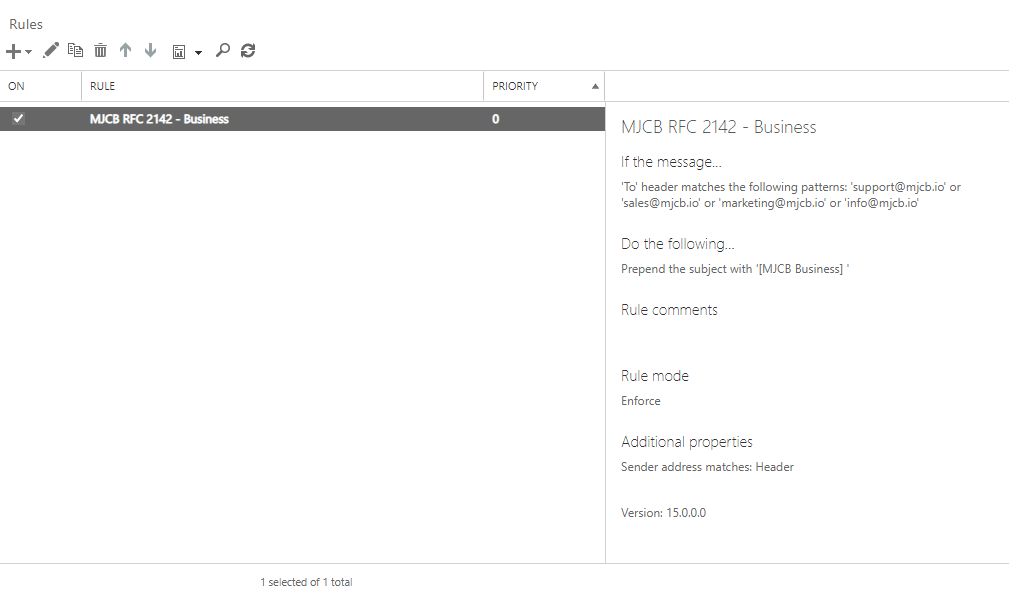 Rules
ON RULE PRIORITY
MJCB RFC 2142 - Business 0
MJCB RFC 2142 - Business
If the message...
'To' header matches the following patterns: 'support@mjcb.io' or
'sales@mjcb.io' or 'marketing@mjcb.io' or 'info@mjcb.io'
Do the following...
Prepend the subject with '[MJCB Business] '
Rule comments
Rule mode
Enforce
Additional properties
Sender address matches: Header
Version: 15.0.0.0
1 selected of 1 total